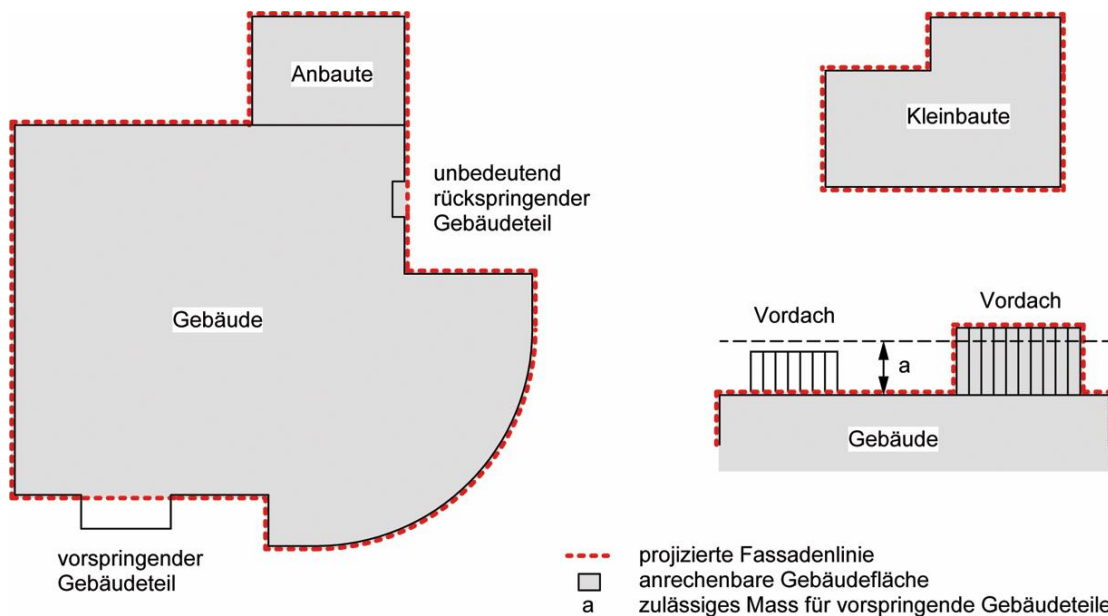 Anbaute
Kleinbaute
unbedeutend
rückspringender
Gebäudeteil
Gebäude
Vordach
Vordach
a
Gebäude
vorspringender
Gebäudeteil
projizierte Fassadenlinie
anrechenbare Gebäudefläche
a zulässiges Mass für vorspringende Gebäudeteile